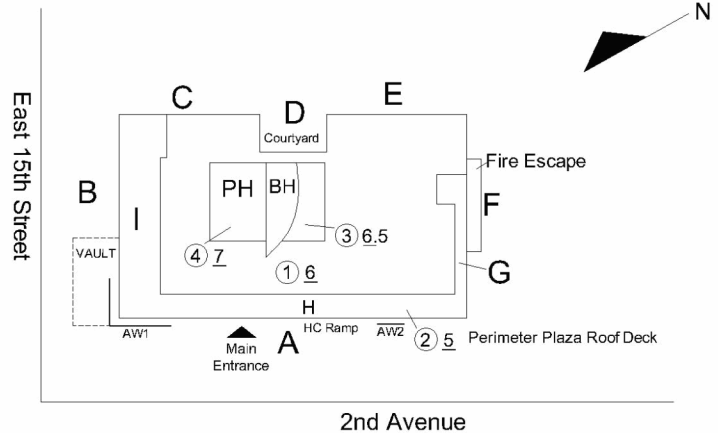 N
C
D
E
Courtyard
East 15th Street
Fire Escape
PH
BH
B
I
F
3 6.5
VAULT
4 7
G
1 6
H
AW1
A
HC Ramp
AW2
2 5 Perimeter Plaza Roof Deck
Main
Entrance
2nd Avenue